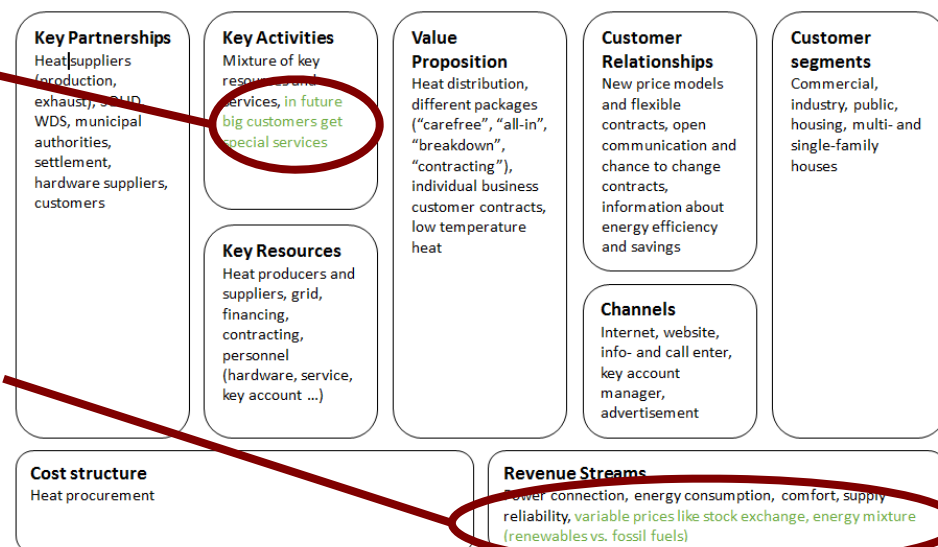 Key Partnerships
Heat suppliers
(production,
exhaust), SOLID,
WDS, municipal
authorities,
settlement,
hardware suppliers,
customers
Key Activities
Mixture of key
resources and
services, in future
big customers get
special services
Key Resources
Heat producers and
suppliers, grid,
financing,
contracting,
personnel
(hardware, service,
key account ...)
Value
Proposition
Heat distribution,
different packages
(“carefree”, “all-in”,
“breakdown”,
“contracting”),
individual business
customer contracts,
low temperature
heat
Customer
Relationships
New price models
and flexible
contracts, open
communication and
chance to change
contracts,
information about
energy efficiency
and savings
Channels
Internet, website,
info- and call enter,
key account
manager,
advertisement
Customer
segments
Commercial,
industry, public,
housing, multi- and
single-family
houses
Cost structure
Heat procurement
Revenue Streams
Power connection, energy consumption, comfort, supply
reliability, variable prices like stock exchange, energy mixture
(renewables vs. fossil fuels)